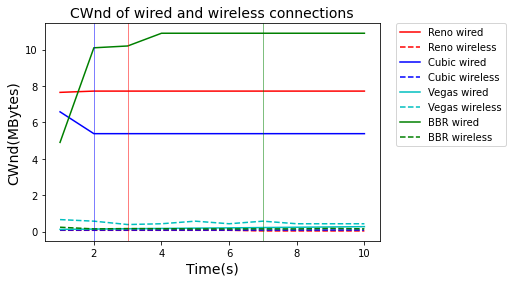 CWnd of wired and wireless connections
CWnd(MBytes)
10
8
6
4
2
0
2
4
6
8
10
Time(s)
Reno wired
Reno wireless
Cubic wired
Cubic wireless
Vegas wired
Vegas wireless
BBR wired
BBR wireless